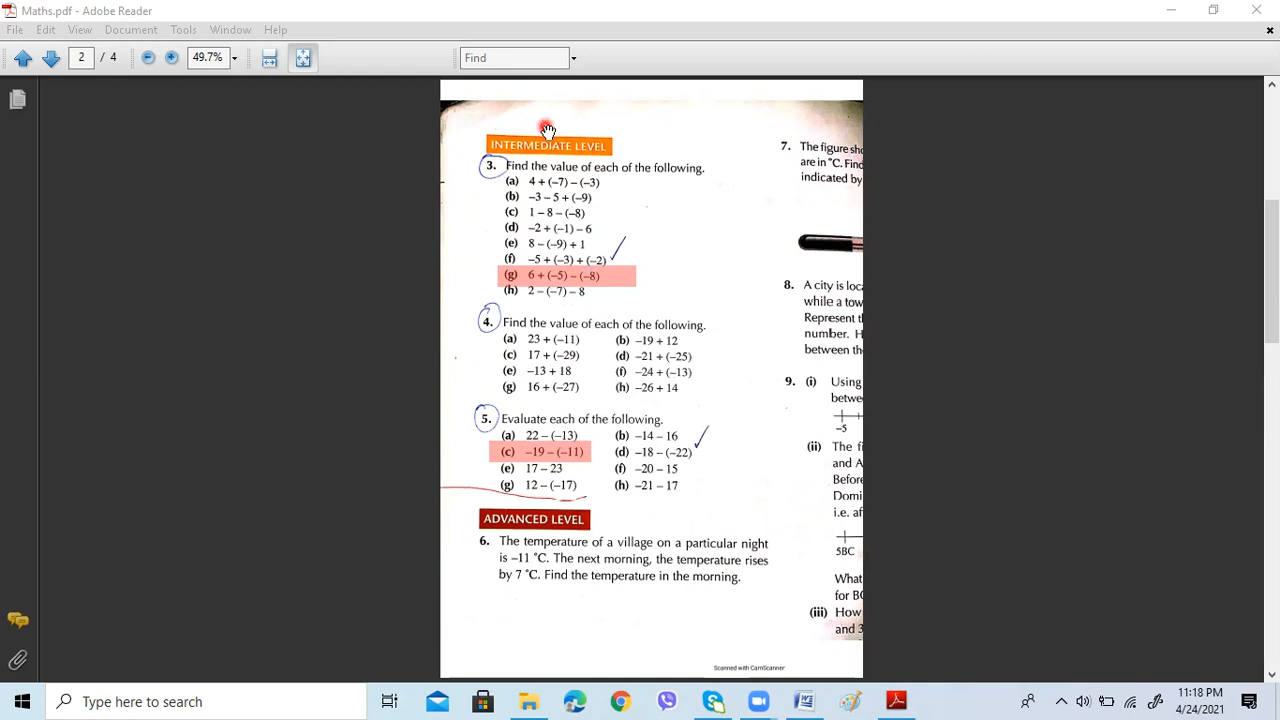 Maths.pdf - Adobe Reader
File Edit View Document Tools Window Help
2 / 4 49.7% Find
INTERMEDIATE LEVEL
3. Find the value of each of the following.
(a) 4 + (–7) – (–3)
(b) –3 – 5 + (–9)
(c) 1 – 8 – (–8)
(d) –2 + (–1) – 6
(e) 8 – (–9) + 1
(f) –5 + (–3) + (–2)
(g) 6 + (–5) – (–8)
(h) 2 – (–7) – 8
4. Find the value of each of the following.
(a) 23 + (–11) (b) –19 + 12
(c) 17 + (–29) (d) –21 + (–25)
(e) –13 + 18 (f) –24 + (–13)
(g) 16 + (–27) (h) –26 + 14
5. Evaluate each of the following.
(a) 22 – (–13) (b) –14 – 16
(c) –19 – (–11) (d) –18 – (–22)
(e) 17 – 23 (f) –20 – 15
(g) 12 – (–17) (h) –21 – 17
ADVANCED LEVEL
6. The temperature of a village on a particular night
is –11 °C. The next morning, the temperature rises
by 7 °C. Find the temperature in the morning.
7. The figure sho
are in °C. Find
indicated by
8. A city is loca
while a tow
Represent th
number. H
between the
9. (i) Using
betwe
–5
(ii) The fi
and A
Before
Domi
i.e. af
5BC
What
for BC
(iii) How
and 3
Scanned with CamScanner
Type here to search
11:18 PM
4/24/2021